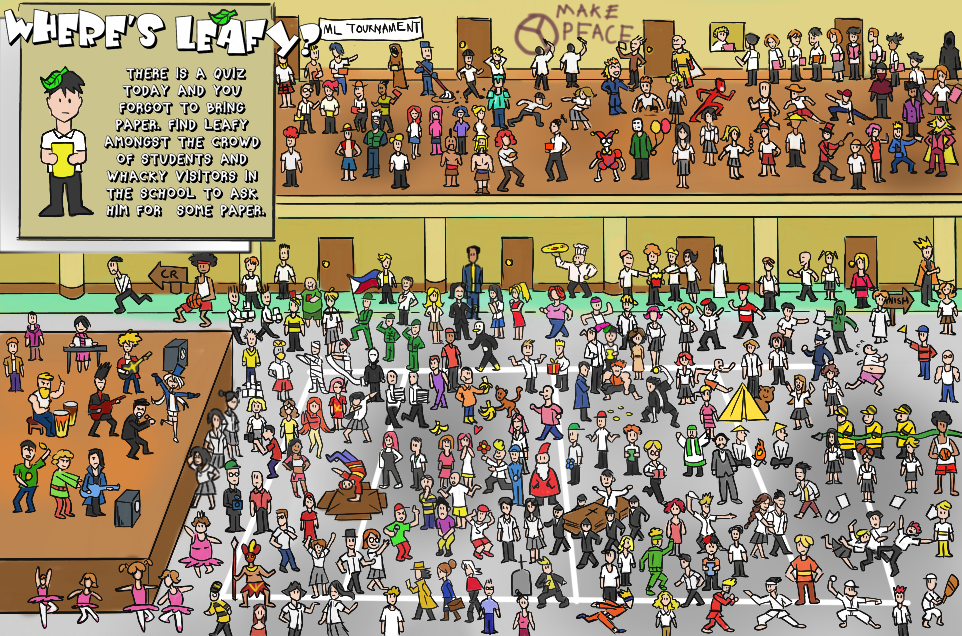 WHERE'S LEAFY?
THERE IS A QUIZ
TODAY AND YOU
FORGOT TO BRING
PAPER. FIND LEAFY
AMONGST THE CROWD
OF STUDENTS AND
WHACKY VISITORS IN
THE SCHOOL TO ASK
HIM FOR SOME PAPER.
ML TOURNAMENT
MAKE
PEACE
CR